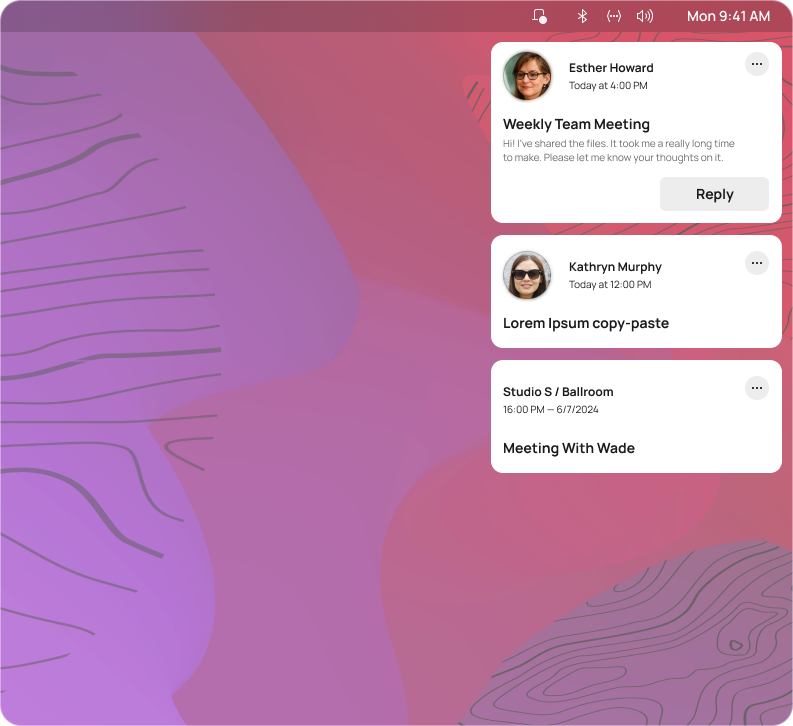 Mon 9:41 AM
Esther Howard
Today at 4:00 PM
Weekly Team Meeting
Hi! I've shared the files. It took me a really long time
to make. Please let me know your thoughts on it.
Reply
Kathryn Murphy
Today at 12:00 PM
Lorem Ipsum copy-paste
Studio S / Ballroom
16:00 PM — 6/7/2024
Meeting With Wade